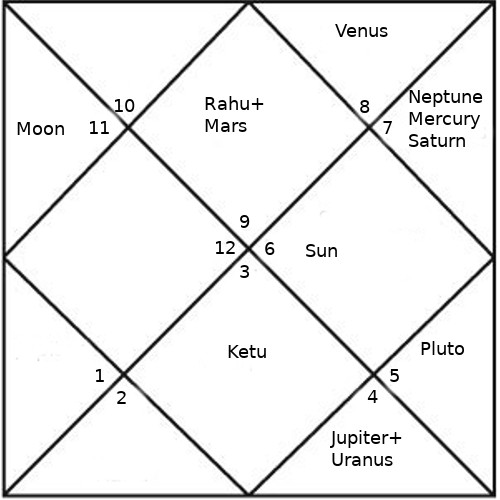 Venus
10
Rahu+
Mars
8
Neptune
Mercury
Saturn
Moon
11
7
9
12
6
Sun
3
Ketu
Pluto
1
5
2
4
Jupiter+
Uranus